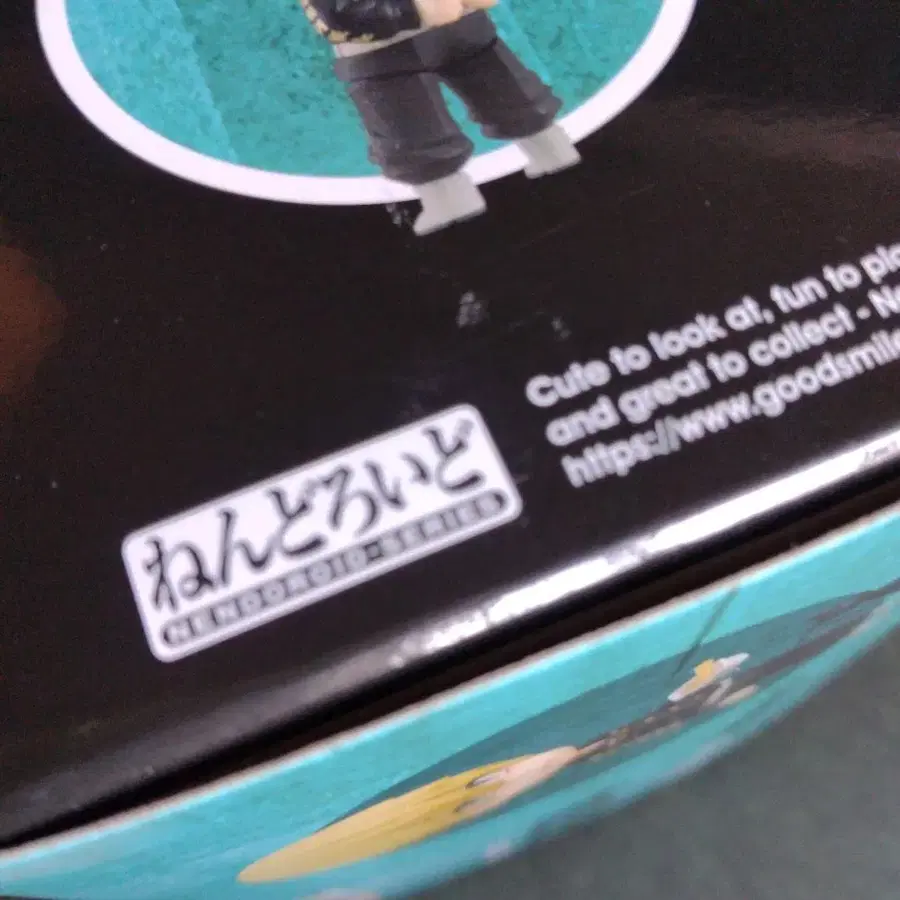 Cute to look at, fun to
and great to collect -
https://www.goodsmile
ねんどろいど
NENDOROID-SERIES